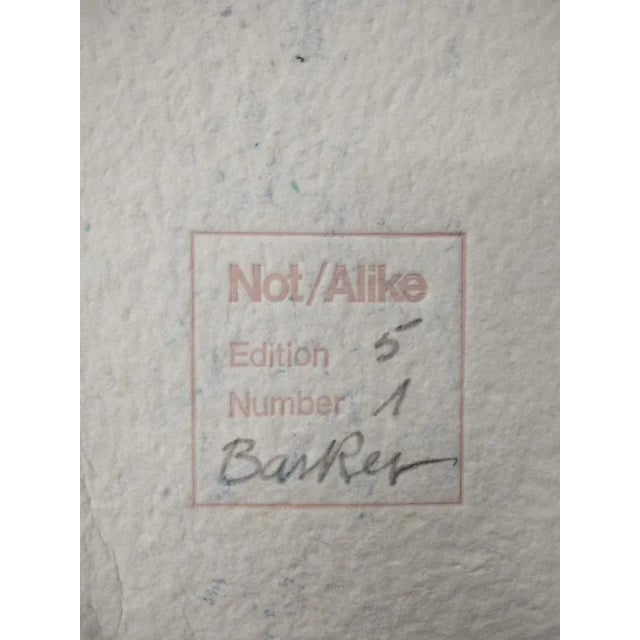 Not/Alike
Edition 5
Number 1
Barker